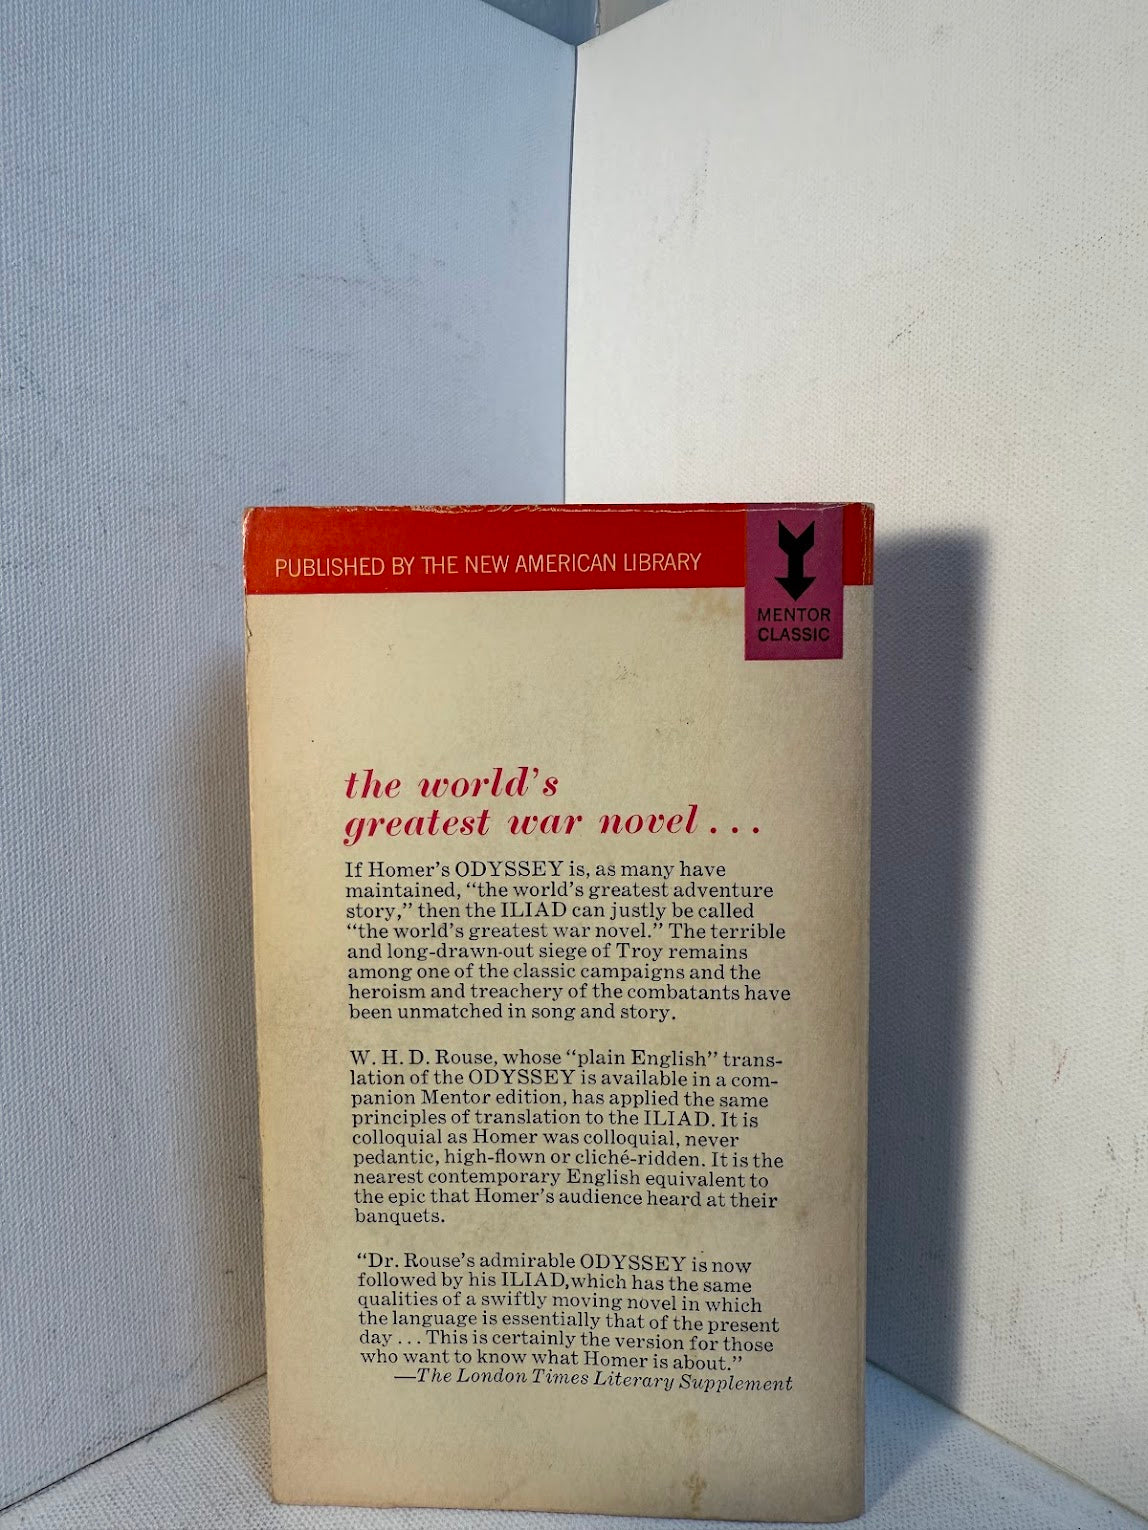 PUBLISHED BY THE NEW AMERICAN LIBRARY
MENTOR
CLASSIC
the world's
greatest war novel . . .
If Homer's ODYSSEY is, as many have
maintained, “the world's greatest adventure
story,” then the ILIAD can justly be called
“the world's greatest war novel.” The terrible
and long-drawn-out siege of Troy remains
among one of the classic campaigns and the
heroism and treachery of the combatants have
been unmatched in song and story.
W. H. D. Rouse, whose “plain English” trans-
lation of the ODYSSEY is available in a com-
panion Mentor edition, has applied the same
principles of translation to the ILIAD. It is
colloquial as Homer was colloquial, never
pedantic, high-flown or cliché-ridden. It is the
nearest contemporary English equivalent to
the epic that Homer's audience heard at their
banquets.
“Dr. Rouse's admirable ODYSSEY is now
followed by his ILIAD, which has the same
qualities of a swiftly moving novel in which
the language is essentially that of the present
day . . . This is certainly the version for those
who want to know what Homer is about.”
—The London Times Literary Supplement